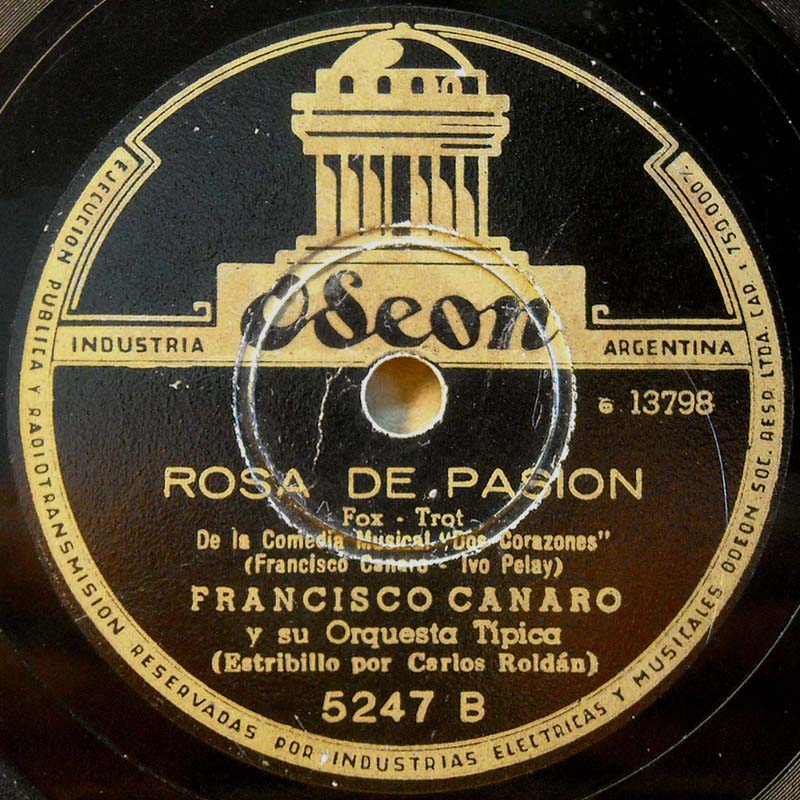 Odeon
INDUSTRIA ARGENTINA
6 13798
ROSA DE PASION
Fox - Trot
De la Comedia Musical "Dos Corazones"
(Francisco Canaro - Ivo Pelay)
FRANCISCO CANARO
y su Orquesta Típica
(Estribillo por Carlos Roldán)
5247 B
EJECUCION PUBLICA Y RADIOTRANSMISION RESERVADAS POR INDUSTRIAS ELECTRICAS Y MUSICALES ODEON SOC. RESP. LTDA. CAP: 750.000 %